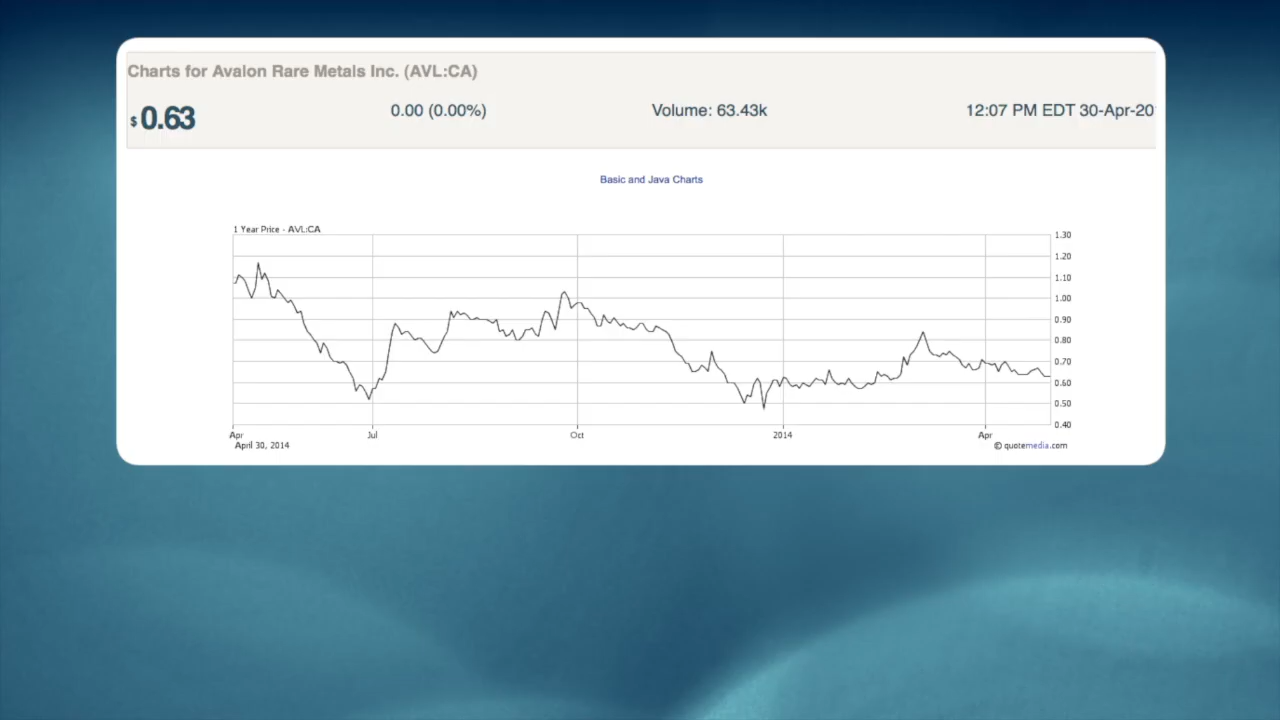 Charts for Avalon Rare Metals Inc. (AVL:CA)
$0.63 0.00 (0.00%) Volume: 63.43k 12:07 PM EDT 30-Apr-20
Basic and Java Charts
1 Year Price - AVL:CA
1.30
1.20
1.10
1.00
0.90
0.80
0.70
0.60
0.50
0.40
Apr Jul Oct 2014 Apr
April 30, 2014 © quotemedia.com